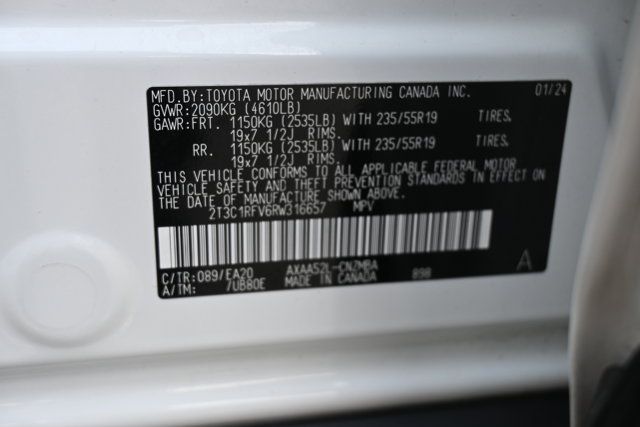 MFD.BY:TOYOTA MOTOR MANUFACTURING CANADA INC. 01/24
GVWR:2090KG (4610LB)
GAWR:FRT. 1150KG (2535LB) WITH 235/55R19 TIRES.
19x7 1/2J RIMS.
RR. 1150KG (2535LB) WITH 235/55R19 TIRES.
19x7 1/2J RIMS.
THIS VEHICLE CONFORMS TO ALL APPLICABLE FEDERAL MOTOR
VEHICLE SAFETY AND THEFT PREVENTION STANDARDS IN EFFECT ON
THE DATE OF MANUFACTURE SHOWN ABOVE.
2T3C1RFV6RW316657 MPV
C/TR:089/EA20 AXAA52L-CNZMBA 898 A
A/TM: 7UB80E MADE IN CANADA